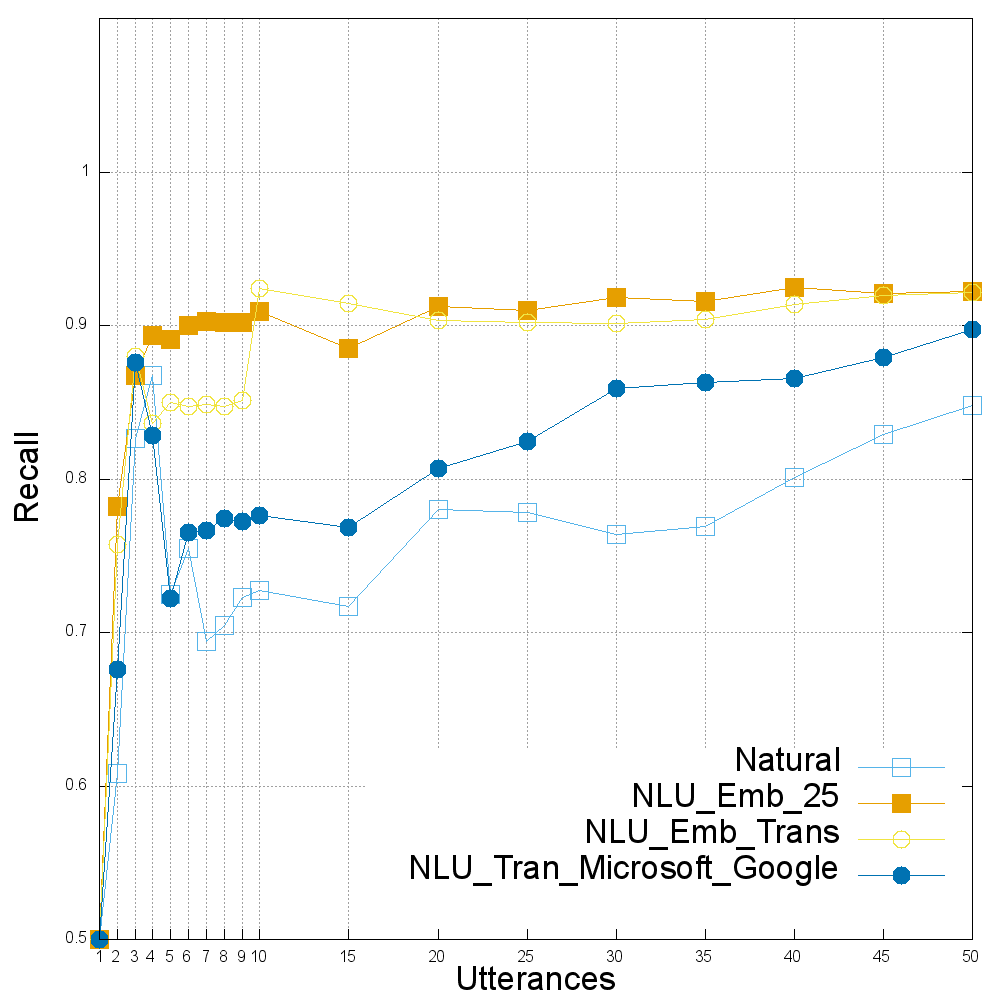 1
0.9
0.8
Recall
0.7
0.6
0.5
Natural
NLU_Emb_25
NLU_Emb_Trans
NLU_Tran_Microsoft_Google
1 2 3 4 5 6 7 8 9 10 15 20 25 30 35 40 45 50
Utterances